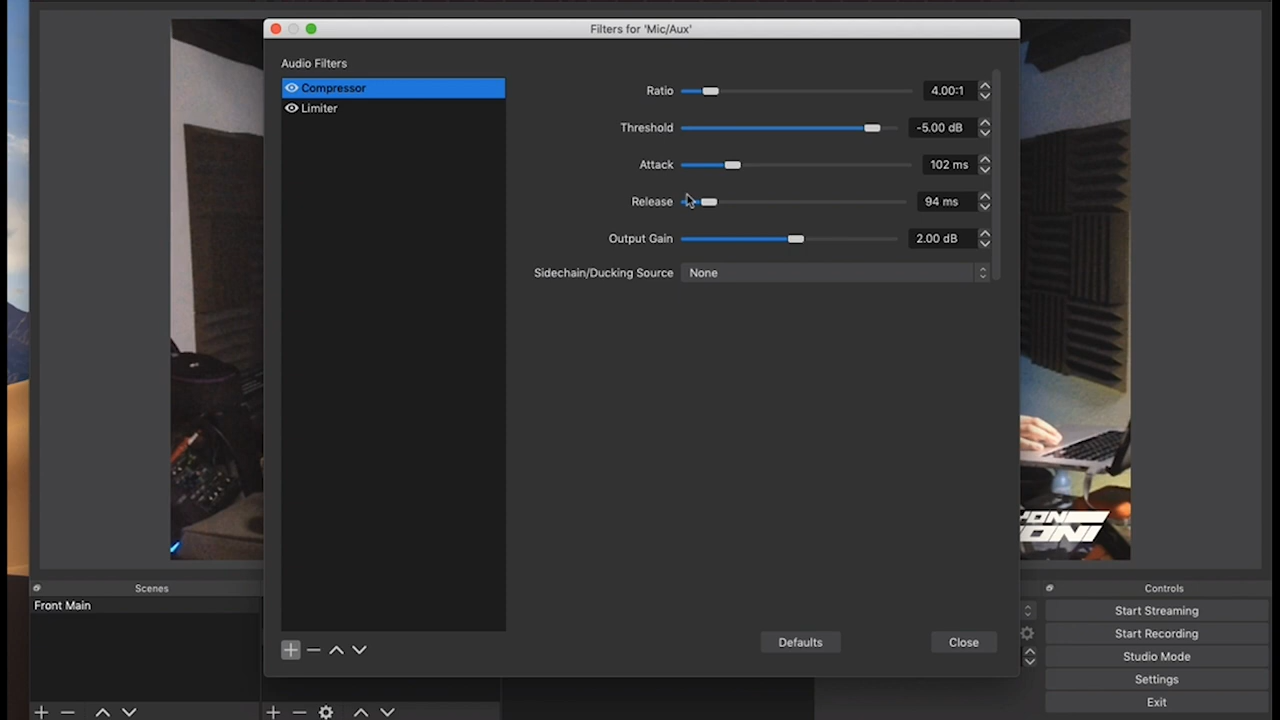 Filters for 'Mic/Aux'
Audio Filters
Compressor
Limiter
Ratio 4.00:1
Threshold -5.00 dB
Attack 102 ms
Release 94 ms
Output Gain 2.00 dB
Sidechain/Ducking Source None
Defaults Close
Scenes
Front Main
Controls
Start Streaming
Start Recording
Studio Mode
Settings
Exit